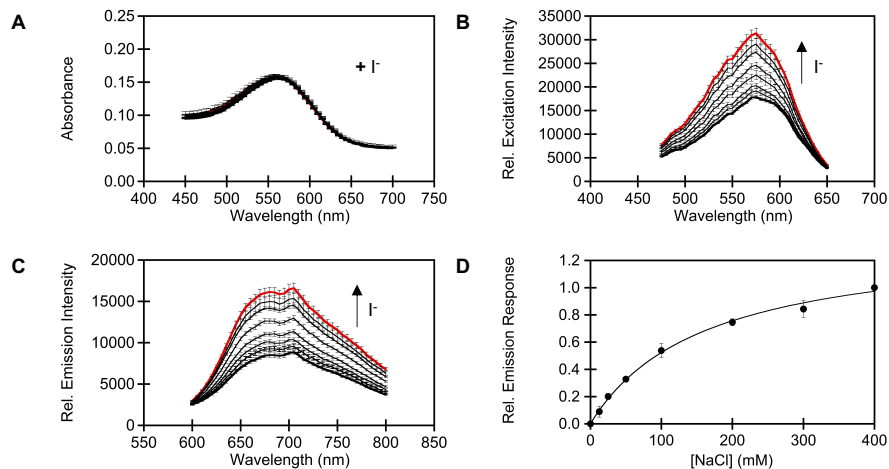 A
Absorbance
0.25
0.20
0.15
0.10
0.05
0.00
+ I-
400 450 500 550 600 650 700 750
Wavelength (nm)
B
Rel. Excitation Intensity
35000
30000
25000
20000
15000
10000
5000
0
I-
400 450 500 550 600 650 700
Wavelength (nm)
C
Rel. Emission Intensity
20000
15000
10000
5000
0
I-
550 600 650 700 750 800 850
Wavelength (nm)
D
Rel. Emission Response
1.2
1.0
0.8
0.6
0.4
0.2
0.0
0 100 200 300 400
[NaCl] (mM)